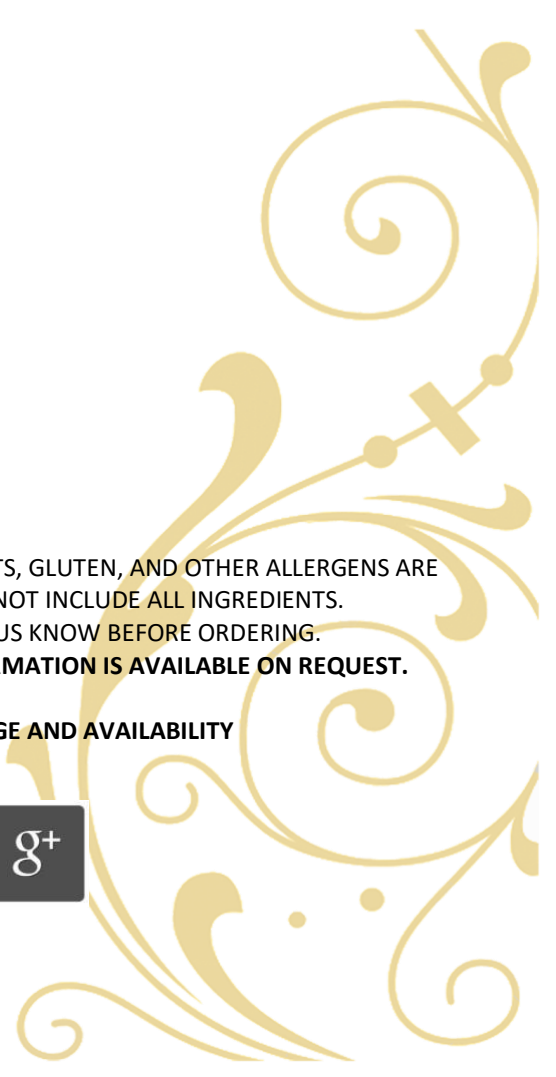 TS, GLUTEN, AND OTHER ALLERGENS ARE
NOT INCLUDE ALL INGREDIENTS.
US KNOW BEFORE ORDERING.
RMATION IS AVAILABLE ON REQUEST.
GE AND AVAILABILITY
g+